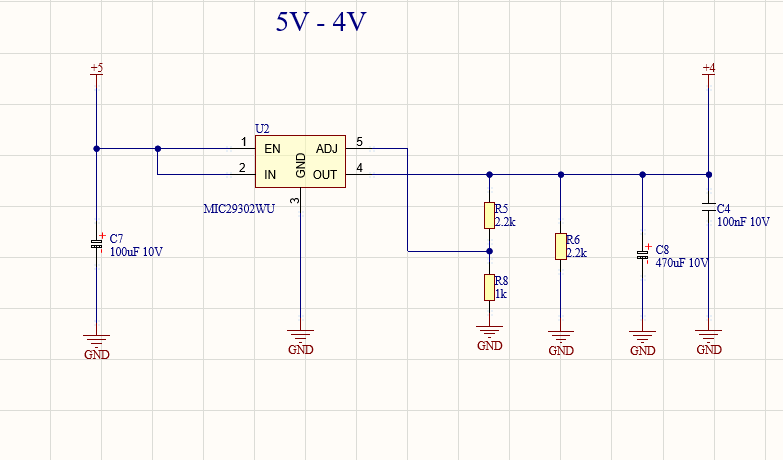 5V - 4V
+5
+4
U2
1
EN
ADJ
5
2
IN
GND
OUT
4
3
MIC29302WU
R5
2.2k
C4
100nF 10V
C7
100uF 10V
R6
2.2k
C8
470uF 10V
R8
1k
GND
GND
GND
GND
GND
GND